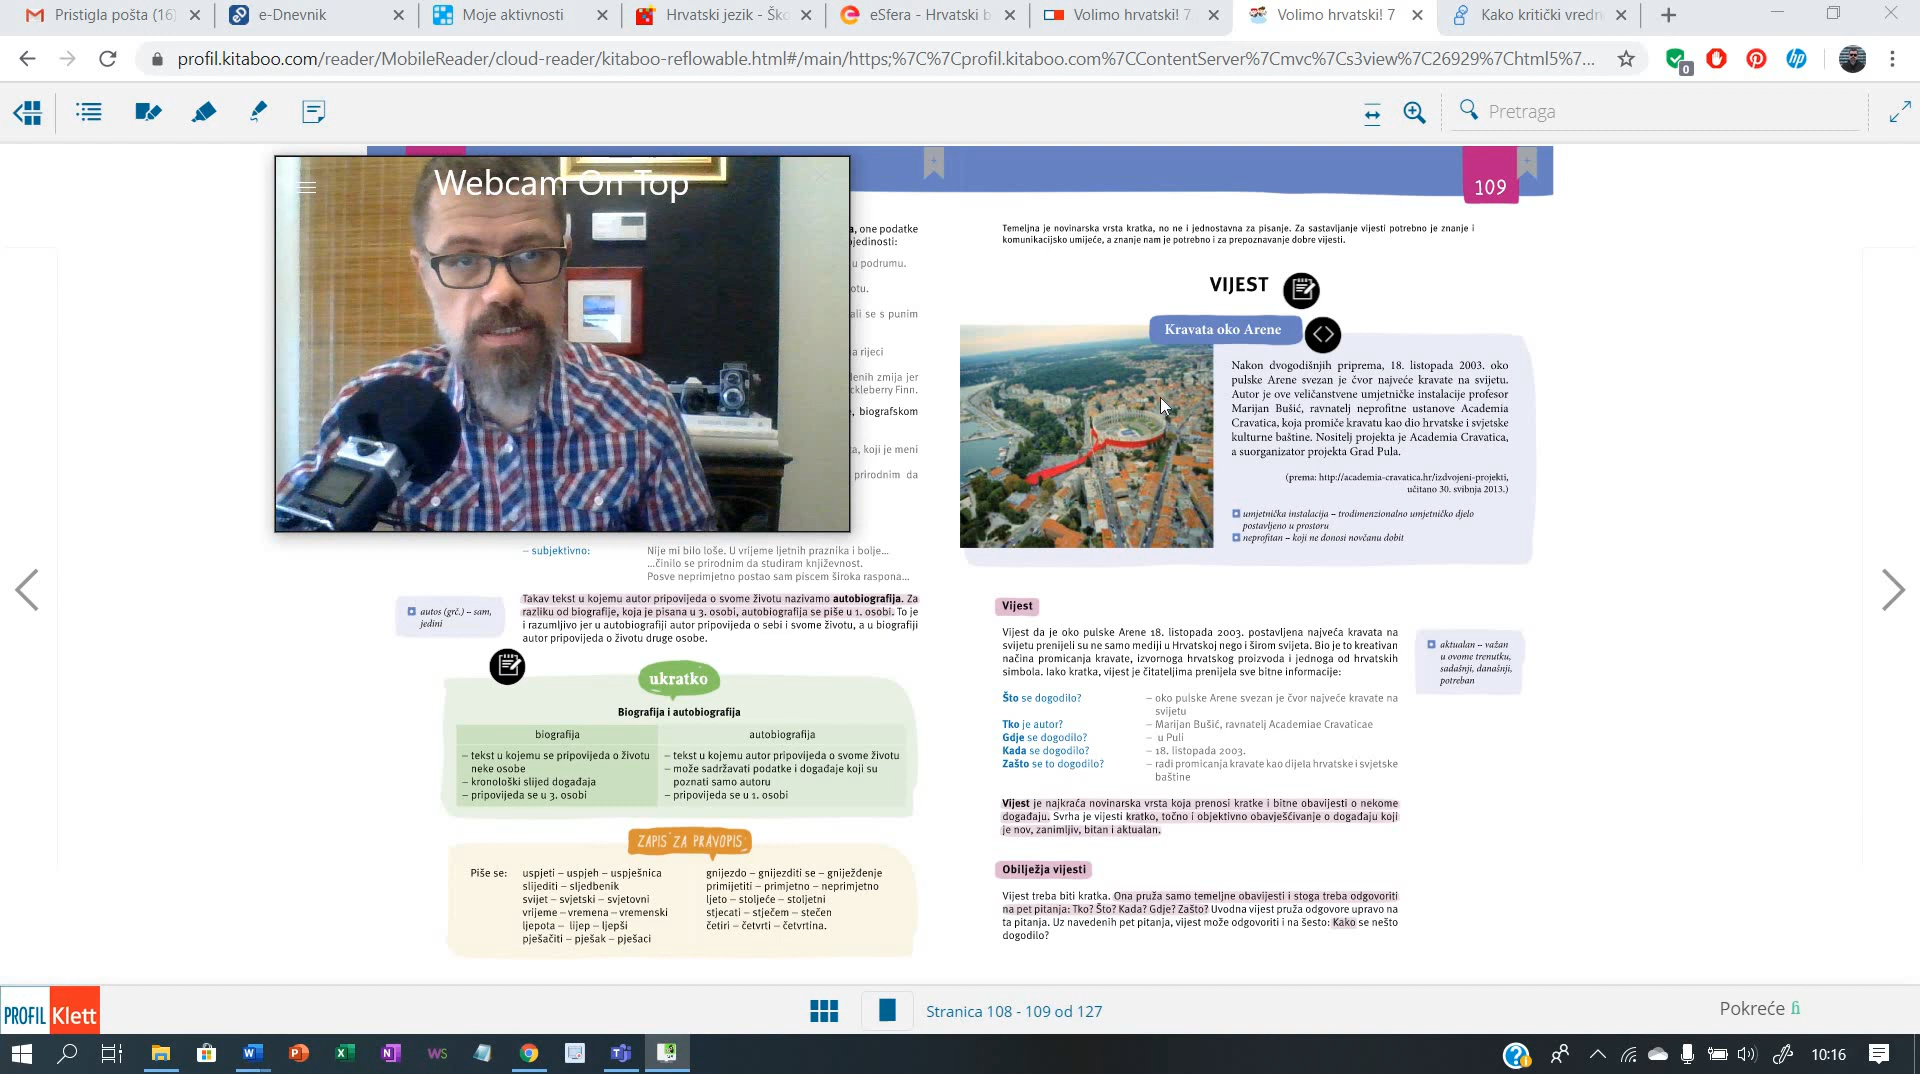 Pristigla pošta (16)
e-Dnevnik
Moje aktivnosti
Hrvatski jezik - Ško
eSfera - Hrvatski
Volimo hrvatski! 7
Volimo hrvatski! 7
Kako kritički vredn
profil.kitaboo.com/reader/MobileReader/cloud-reader/kitaboo-reflowable.html#/main/https;%7C%7Cprofil.kitaboo.com%7CContentServer%7Cmvc%7Cs3view%7C26929%7Chtml5%7...
0
Pretraga
Webcam On Top
, one podatke
u podrumu.
ali se s punim
a rijeci
lenih zmija jer
ckleberry Finn.
, biografskom
a, koji je meni
prirodnim da
– subjektivno:
Nije mi bilo loše. U vrijeme ljetnih praznika i bolje...
...činilo se prirodnim da studiram književnost.
Posve neprimjetno postao sam piscem široka raspona...
autos (grč.) – sam,
jedini
Takav tekst u kojemu autor pripovijeda o svome životu nazivamo autobiografija. Za
razliku od biografije, koja je pisana u 3. osobi, autobiografija se piše u 1. osobi. To je
i razumljivo jer u autobiografiji autor pripovijeda o sebi i svome životu, a u biografiji
autor pripovijeda o životu druge osobe.
ukratko
Biografija i autobiografija
biografija
– tekst u kojemu se pripovijeda o životu
neke osobe
– kronološki slijed događaja
– pripovijeda se u 3. osobi
autobiografija
– tekst u kojemu autor pripovijeda o svome životu
– može sadržavati podatke i događaje koji su
poznati samo autoru
– pripovijeda se u 1. osobi
ZAPIS ZA PRAVOPIS
Piše se:
uspjeti – uspjeh – uspješnica
slijediti – sljedbenik
svijet – svjetski – svjetovni
vrijeme – vremena – vremenski
ljepota – lijep – ljepši
pješačiti – pješak – pješaci
gnijezdo – gnijezditi se – gniježđenje
primijetiti – primjetno – neprimjetno
ljeto – stoljeće – stoljetni
stjecati – stječem – stečen
četiri – četvrti – četvrtina.
109
Temeljna je novinarska vrsta kratka, no ne i jednostavna za pisanje. Za sastavljanje vijesti potrebno je znanje i
komunikacijsko umijeće, a znanje nam je potrebno i za prepoznavanje dobre vijesti.
VIJEST
Kravata oko Arene
Nakon dvogodišnjih priprema, 18. listopada 2003. oko
pulske Arene svezan je čvor najveće kravate na svijetu.
Autor je ove veličanstvene umjetničke instalacije profesor
Marijan Bušić, ravnatelj neprofitne ustanove Academia
Cravatica, koja promiče kravatu kao dio hrvatske i svjetske
kulturne baštine. Nositelj projekta je Academia Cravatica,
a suorganizator projekta Grad Pula.
(prema: http://academia-cravatica.hr/izdvojeni-projekti,
učitano 30. svibnja 2013.)
umjetnička instalacija – trodimenzionalno umjetničko djelo
postavljeno u prostoru
neprofitan – koji ne donosi novčanu dobit
Vijest
Vijest da je oko pulske Arene 18. listopada 2003. postavljena najveća kravata na
svijetu prenijeli su ne samo mediji u Hrvatskoj nego i širom svijeta. Bio je to kreativan
načina promicanja kravate, izvornoga hrvatskog proizvoda i jednoga od hrvatskih
simbola. Iako kratka, vijest je čitateljima prenijela sve bitne informacije:
aktualan – važan
u ovome trenutku,
sadašnji, današnji,
potreban
Što se dogodilo? – oko pulske Arene svezan je čvor najveće kravate na
svijetu
Tko je autor? – Marijan Bušić, ravnatelj Academiae Cravaticae
Gdje se dogodilo? – u Puli
Kada se dogodilo? – 18. listopada 2003.
Zašto se to dogodilo? – radi promicanja kravate kao dijela hrvatske i svjetske
baštine
Vijest je najkraća novinarska vrsta koja prenosi kratke i bitne obavijesti o nekome
događaju. Svrha je vijesti kratko, točno i objektivno obavješćivanje o događaju koji
je nov, zanimljiv, bitan i aktualan.
Obilježja vijesti
Vijest treba biti kratka. Ona pruža samo temeljne obavijesti i stoga treba odgovoriti
na pet pitanja: Tko? Što? Kada? Gdje? Zašto? Uvodna vijest pruža odgovore upravo na
ta pitanja. Uz navedenih pet pitanja, vijest može odgovoriti i na šesto: Kako se nešto
dogodilo?
PROFIL Klett
Stranica 108 - 109 od 127
Pokreće
10:16